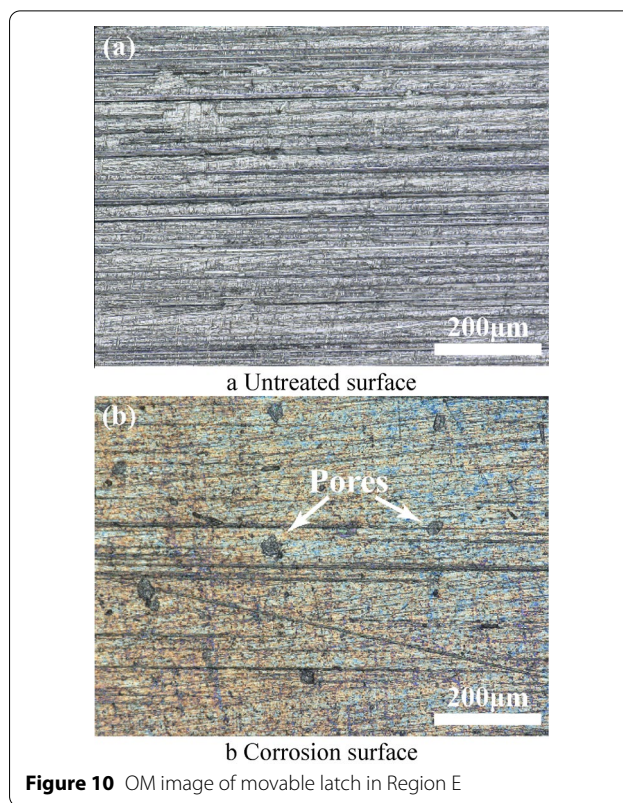 (a)
200μm
a Untreated surface
(b)
Pores
200μm
b Corrosion surface
Figure 10 OM image of movable latch in Region E